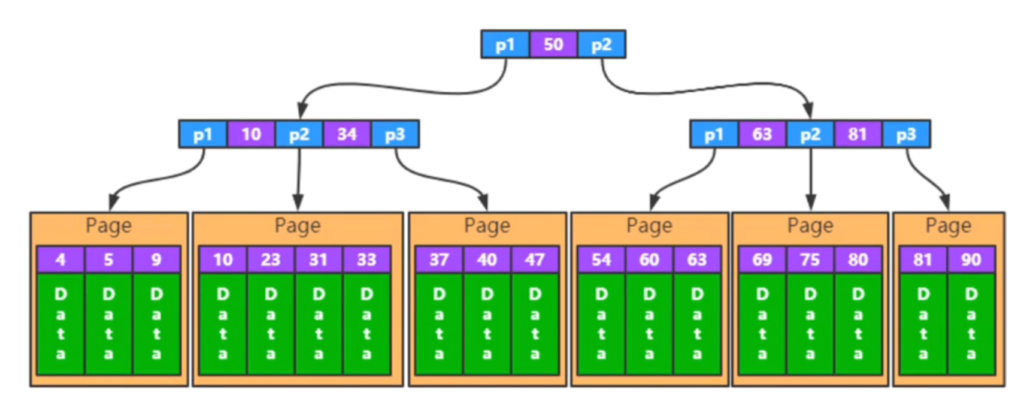 p1 50 p2
p1 10 p2 34 p3
p1 63 p2 81 p3
Page
4 5 9
Data Data Data
Page
10 23 31 33
Data Data Data Data
Page
37 40 47
Data Data Data
Page
54 60 63
Data Data Data
Page
69 75 80
Data Data Data
Page
81 90
Data Data